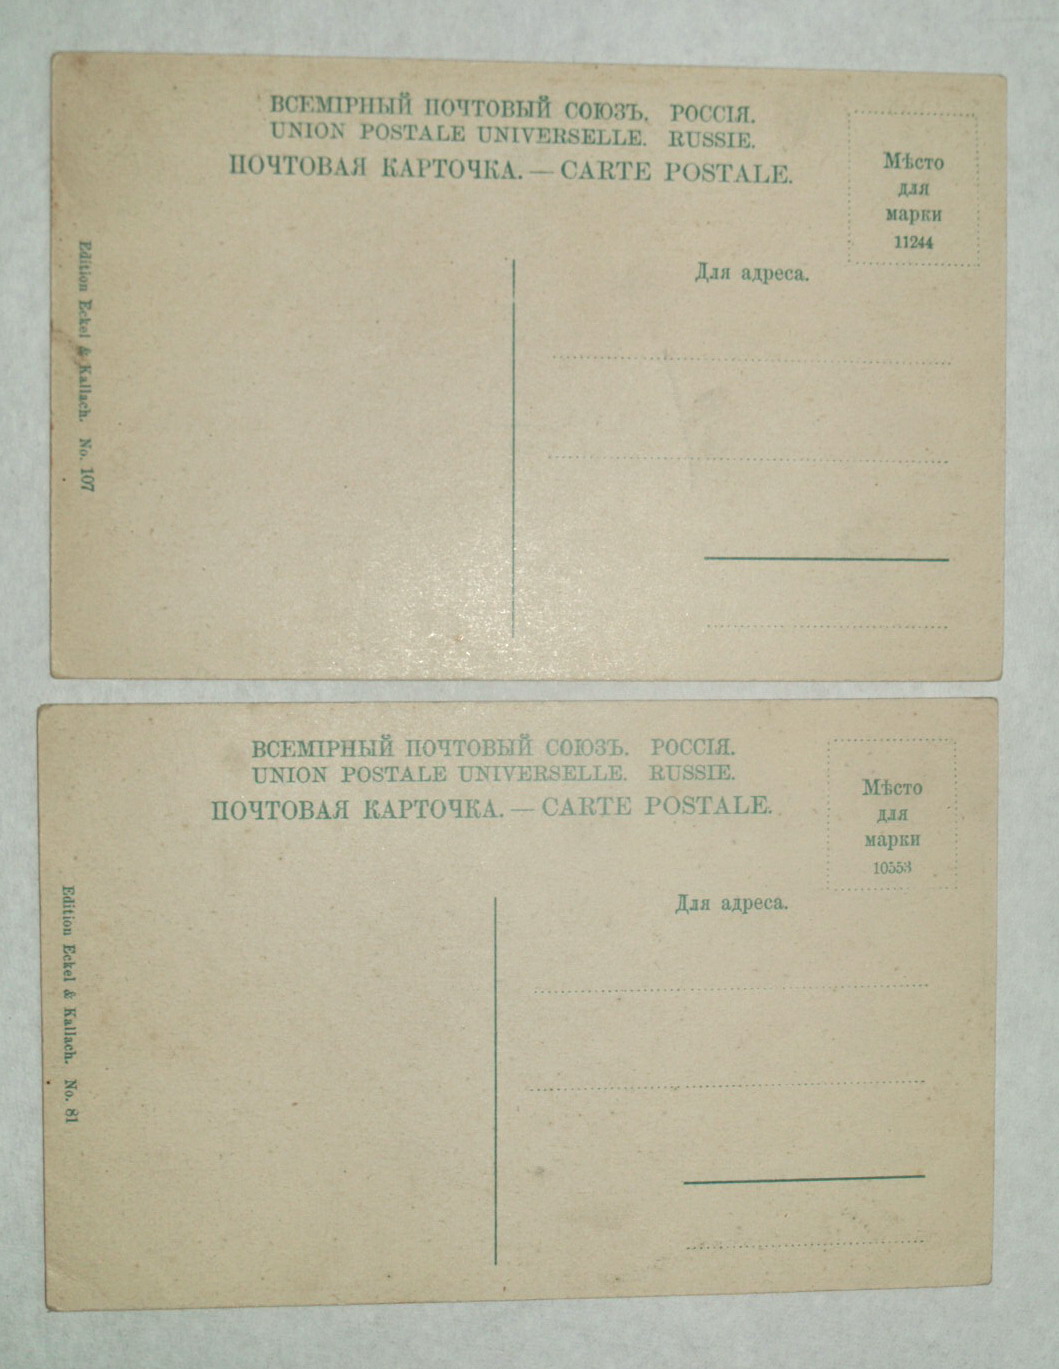 ВСЕМІРНЫЙ ПОЧТОВЫЙ СОЮЗЪ. РОССІЯ.
UNION POSTALE UNIVERSELLE. RUSSIE.
ПОЧТОВАЯ КАРТОЧКА. — CARTE POSTALE.
Мѣсто
для
марки
11244
Для адреса.
Edition Eckel & Kallach. No. 107
ВСЕМІРНЫЙ ПОЧТОВЫЙ СОЮЗЪ. РОССІЯ.
UNION POSTALE UNIVERSELLE. RUSSIE.
ПОЧТОВАЯ КАРТОЧКА. — CARTE POSTALE.
Мѣсто
для
марки
10553
Для адреса.
Edition Eckel & Kallach. No. 81